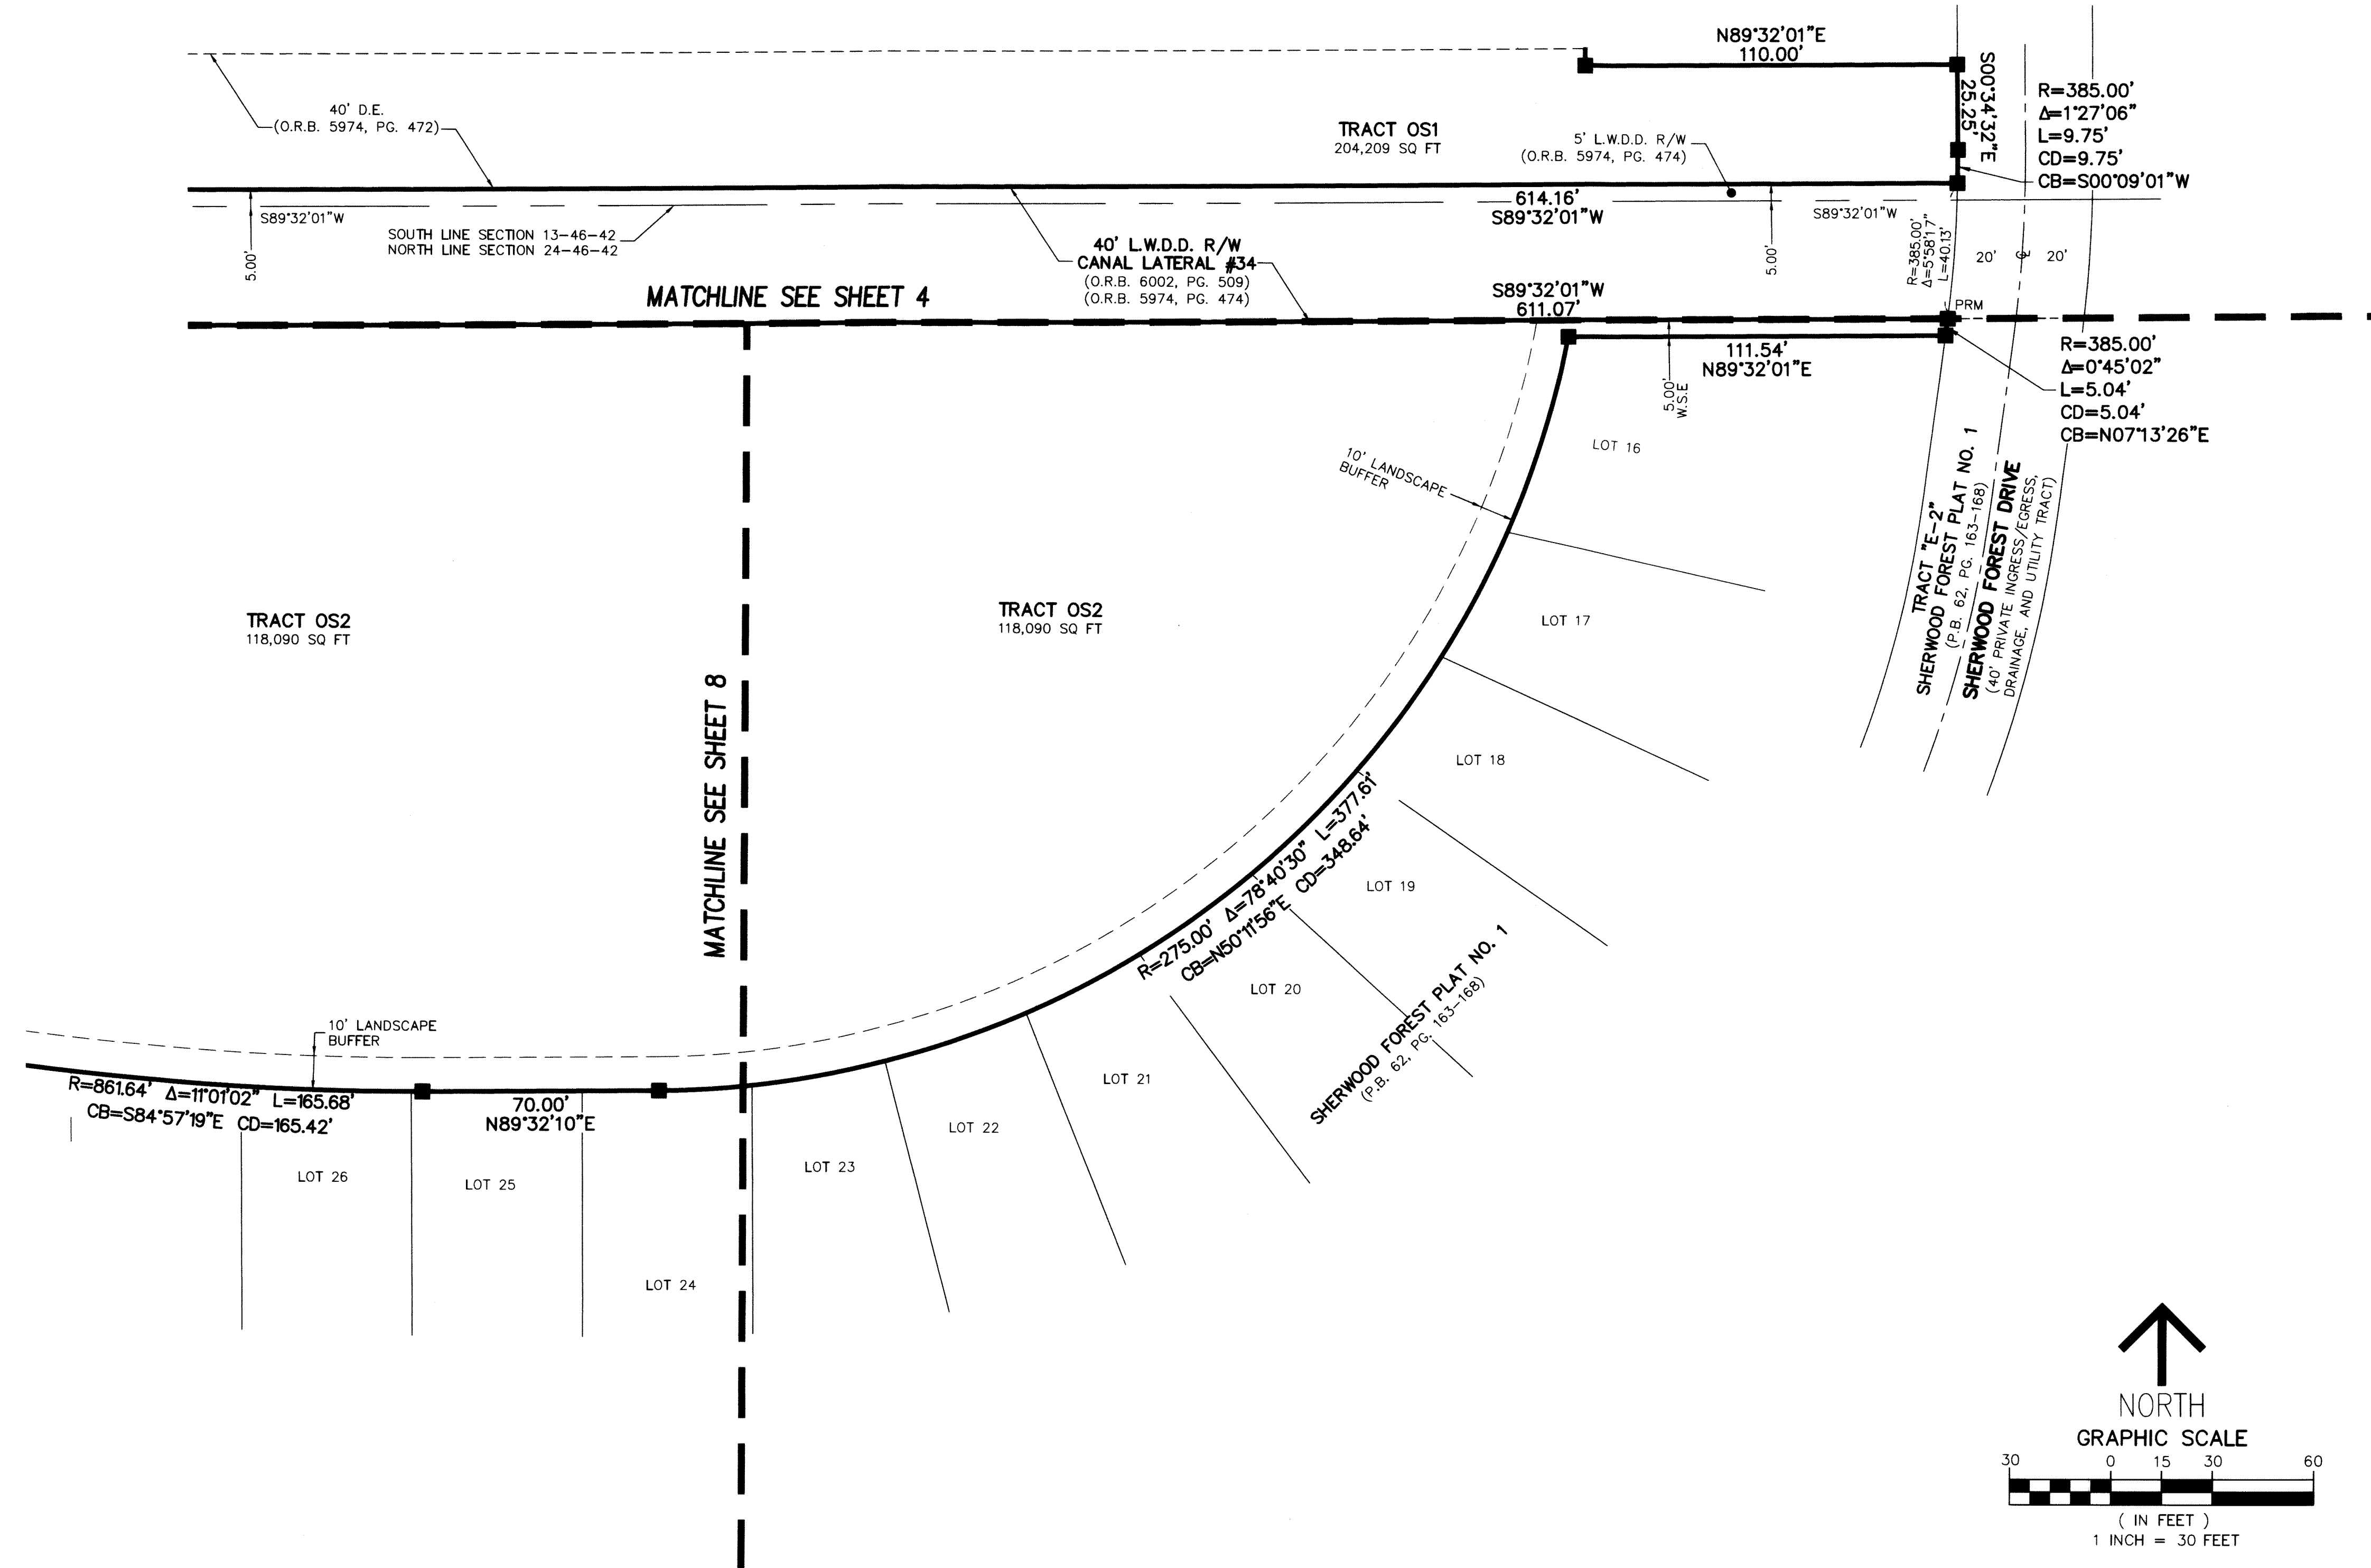 N89°32'01"E
110.00'
S00°34'32"E
25.25'
R=385.00'
Δ=1°27'06"
L=9.75'
CD=9.75'
CB=S00°09'01"W
40' D.E.
(O.R.B. 5974, PG. 472)
TRACT OS1
204,209 SQ FT
5' L.W.D.D. R/W
(O.R.B. 5974, PG. 474)
614.16'
S89°32'01"W
S89°32'01"W
S89°32'01"W
5.00'
SOUTH LINE SECTION 13-46-42
NORTH LINE SECTION 24-46-42
40' L.W.D.D. R/W
CANAL LATERAL #34
(O.R.B. 6002, PG. 509)
(O.R.B. 5974, PG. 474)
5.00'
R=385.00'
Δ=5°58'17"
L=40.13'
20'
℄
20'
MATCHLINE SEE SHEET 4
S89°32'01"W
611.07'
PRM
111.54'
N89°32'01"E
5.00'
W.S.E
R=385.00'
Δ=0°45'02"
L=5.04'
CD=5.04'
CB=N07°13'26"E
LOT 16
10' LANDSCAPE
BUFFER
TRACT "E-2"
SHERWOOD FOREST PLAT NO. 1
(P.B. 62, PG. 163-168)
SHERWOOD FOREST DRIVE
(40' PRIVATE INGRESS/EGRESS,
DRAINAGE, AND UTILITY TRACT)
TRACT OS2
118,090 SQ FT
TRACT OS2
118,090 SQ FT
LOT 17
MATCHLINE SEE SHEET 8
LOT 18
R=275.00' Δ=78°40'30" L=377.61'
CB=N50°11'56"E CD=348.64'
LOT 19
LOT 20
SHERWOOD FOREST PLAT NO. 1
(P.B. 62, PG. 163-168)
10' LANDSCAPE
BUFFER
LOT 21
R=861.64' Δ=11°01'02" L=165.68'
CB=S84°57'19"E CD=165.42'
70.00'
N89°32'10"E
LOT 22
LOT 23
LOT 26
LOT 25
LOT 24
NORTH
GRAPHIC SCALE
30 0 15 30 60
( IN FEET )
1 INCH = 30 FEET